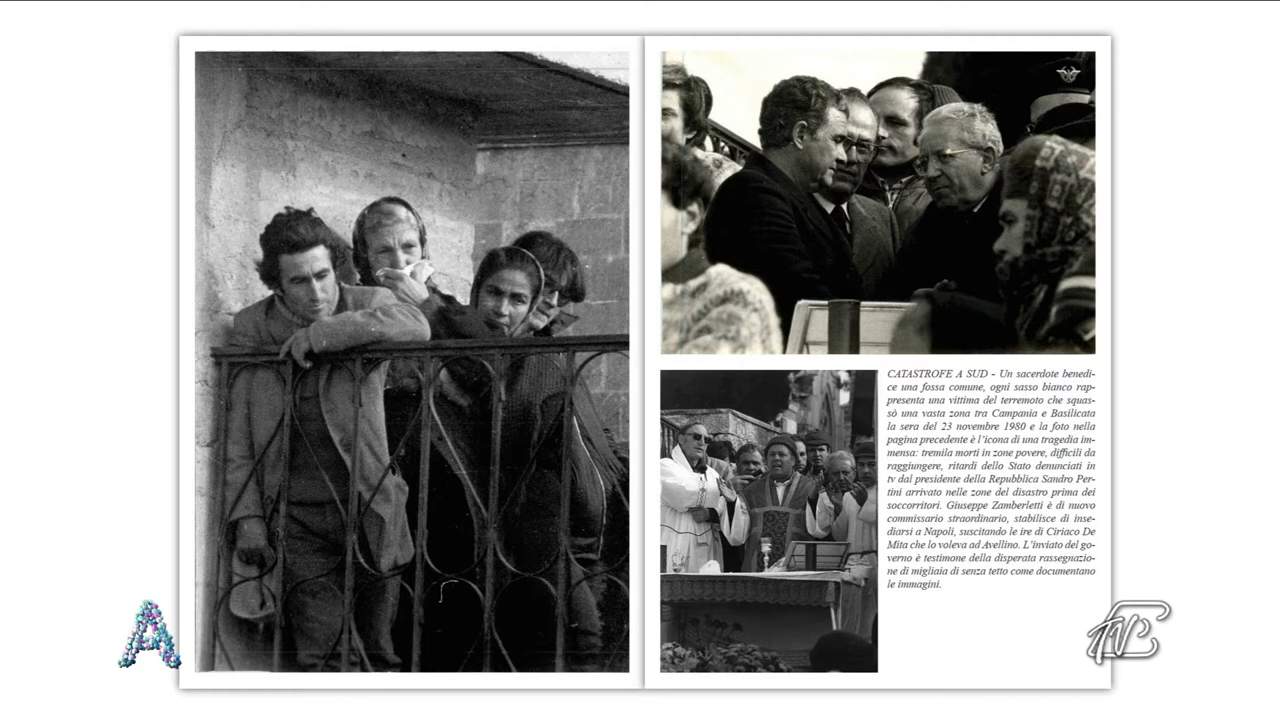 CATASTROFE A SUD - Un sacerdote benedi-
ce una fossa comune, ogni sasso bianco rap-
presenta una vittima del terremoto che squas-
sò una vasta zona tra Campania e Basilicata
la sera del 23 novembre 1980 e la foto nella
pagina precedente è l'icona di una tragedia im-
mensa: tremila morti in zone povere, difficili da
raggiungere, ritardi dello Stato denunciati in
tv dal presidente della Repubblica Sandro Per-
tini arrivato nelle zone del disastro prima dei
soccorritori. Giuseppe Zamberletti è di nuovo
commissario straordinario, stabilisce di inse-
diarsi a Napoli, suscitando le ire di Ciriaco De
Mita che lo voleva ad Avellino. L'inviato del go-
verno è testimone della disperata rassegnazio-
ne di migliaia di senza tetto come documentano
le immagini.
A